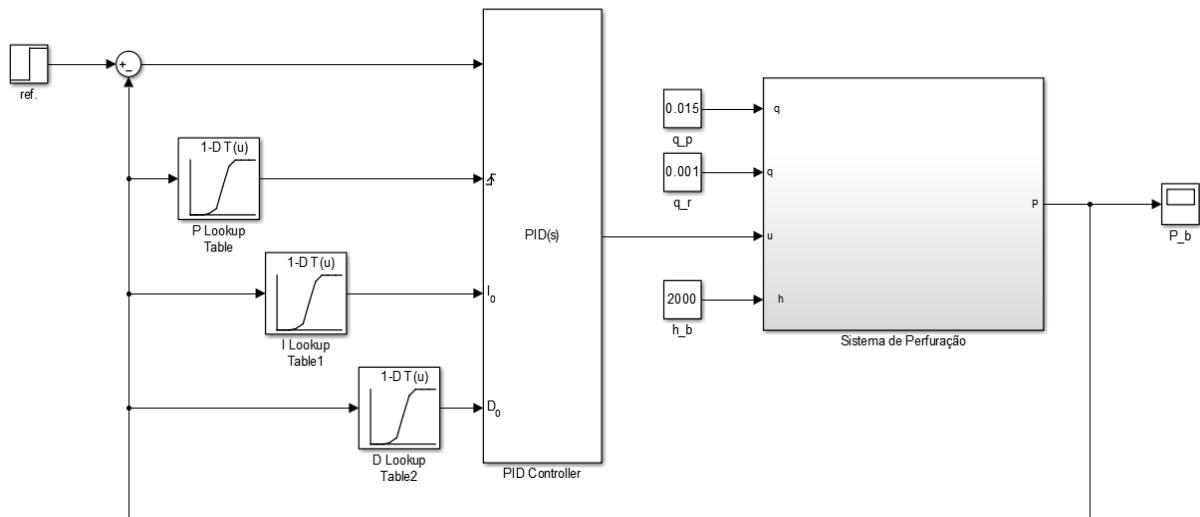 ref.
+
-
1-D T(u)
P Lookup
Table
1-D T(u)
I Lookup
Table1
1-D T(u)
D Lookup
Table2
I₀
D₀
PID(s)
PID Controller
0.015
q_p
0.001
q_r
2000
h_b
q
q
u
h
P
Sistema de Perfuração
P_b